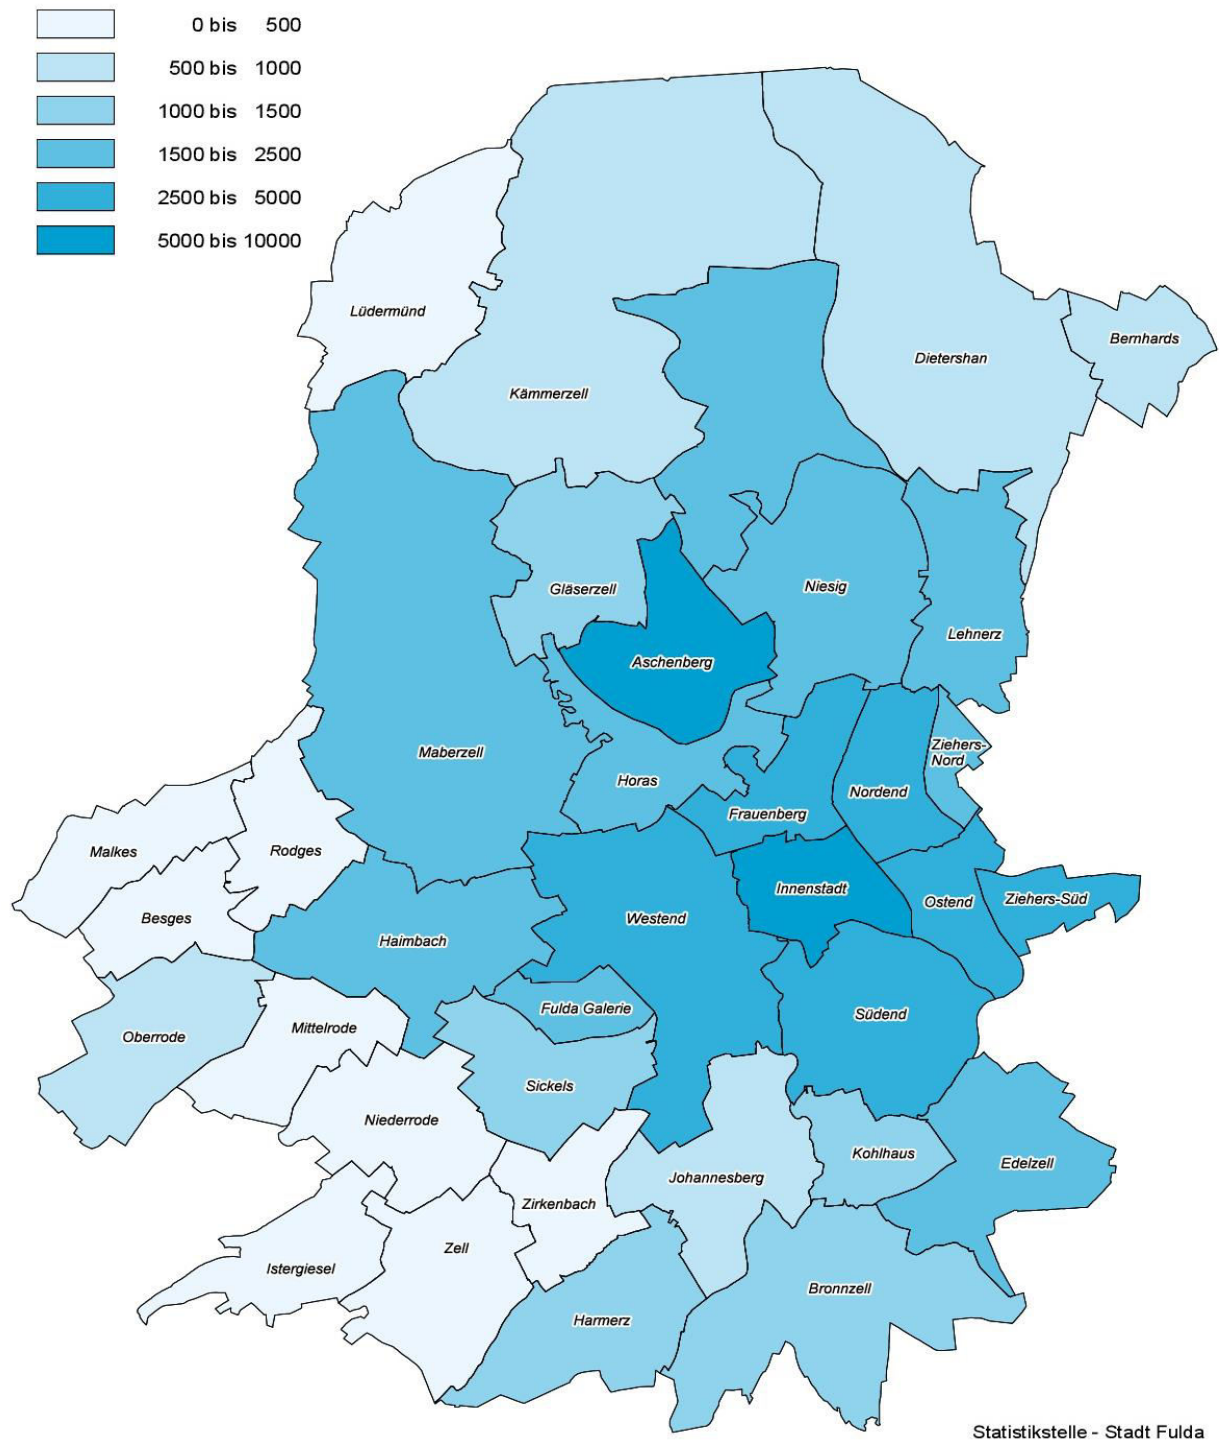 0 bis 500
500 bis 1000
1000 bis 1500
1500 bis 2500
2500 bis 5000
5000 bis 10000
Lüdermünd
Bernhards
Dietershan
Kämmerzell
Gläserzell
Niesig
Lehnerz
Aschenberg
Maberzell
Ziehers-
Nord
Horas
Nordend
Frauenberg
Malkes
Rodges
Innenstadt
Ostend
Ziehers-Süd
Besges
Westend
Haimbach
Fulda Galerie
Südend
Mittelrode
Oberrode
Sickels
Niederrode
Kohlhaus
Edelzell
Johannesberg
Zirkenbach
Zell
Istergiesel
Bronnzell
Harmerz
Statistikstelle - Stadt Fulda